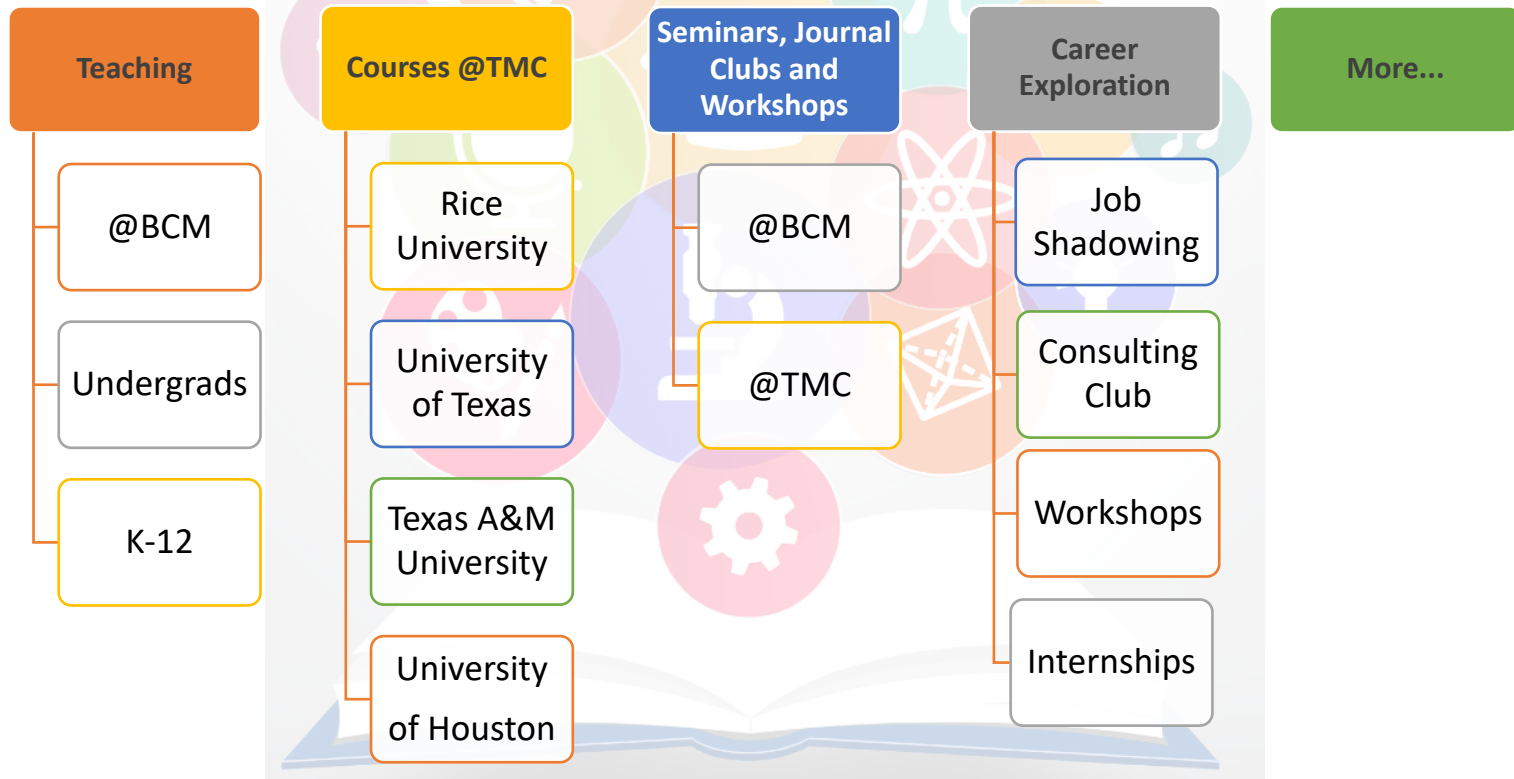 Teaching
@BCM
Undergrads
K-12
Courses @TMC
Rice
University
University
of Texas
Texas A&M
University
University
of Houston
Seminars, Journal
Clubs and
Workshops
@BCM
@TMC
Career
Exploration
Job
Shadowing
Consulting
Club
Workshops
Internships
More...